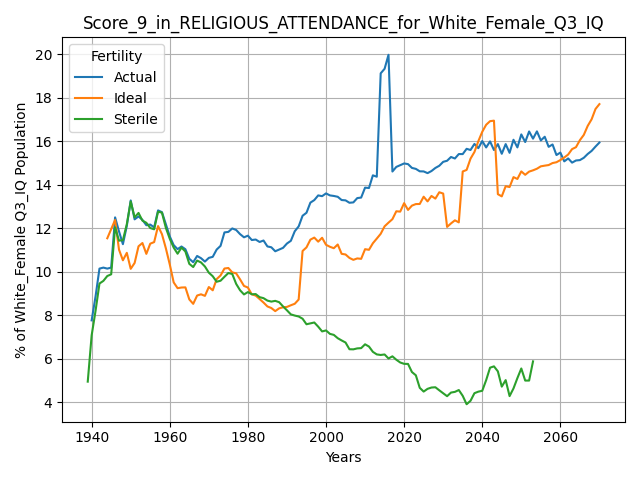 Score_9_in_RELIGIOUS_ATTENDANCE_for_White_Female_Q3_IQ
Fertility
Actual
Ideal
Sterile
% of White_Female Q3_IQ Population
20
18
16
14
12
10
8
6
4
1940
1960
1980
2000
2020
2040
2060
Years